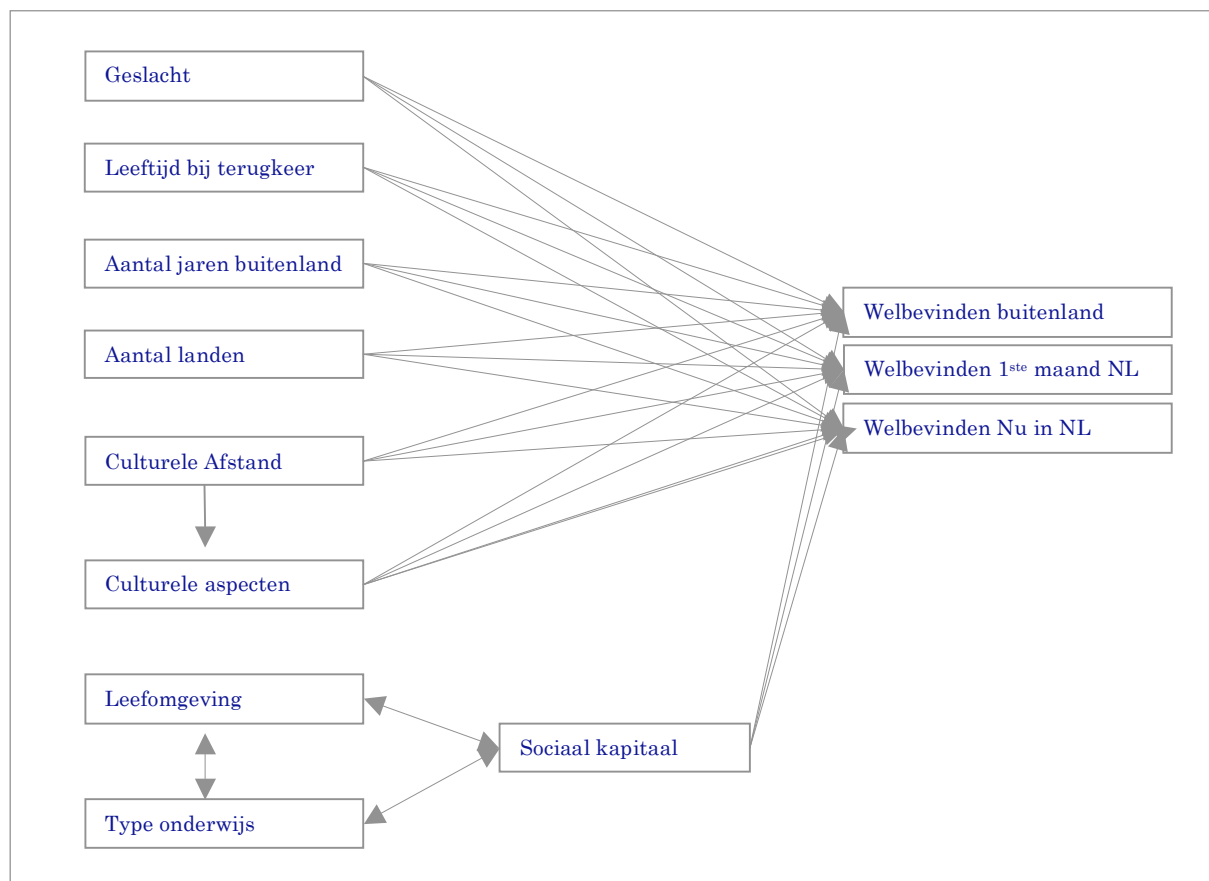 Geslacht
Leeftijd bij terugkeer
Aantal jaren buitenland
Welbevinden buitenland
Aantal landen
Welbevinden 1ste maand NL
Welbevinden Nu in NL
Culturele Afstand
Culturele aspecten
Leefomgeving
Sociaal kapitaal
Type onderwijs